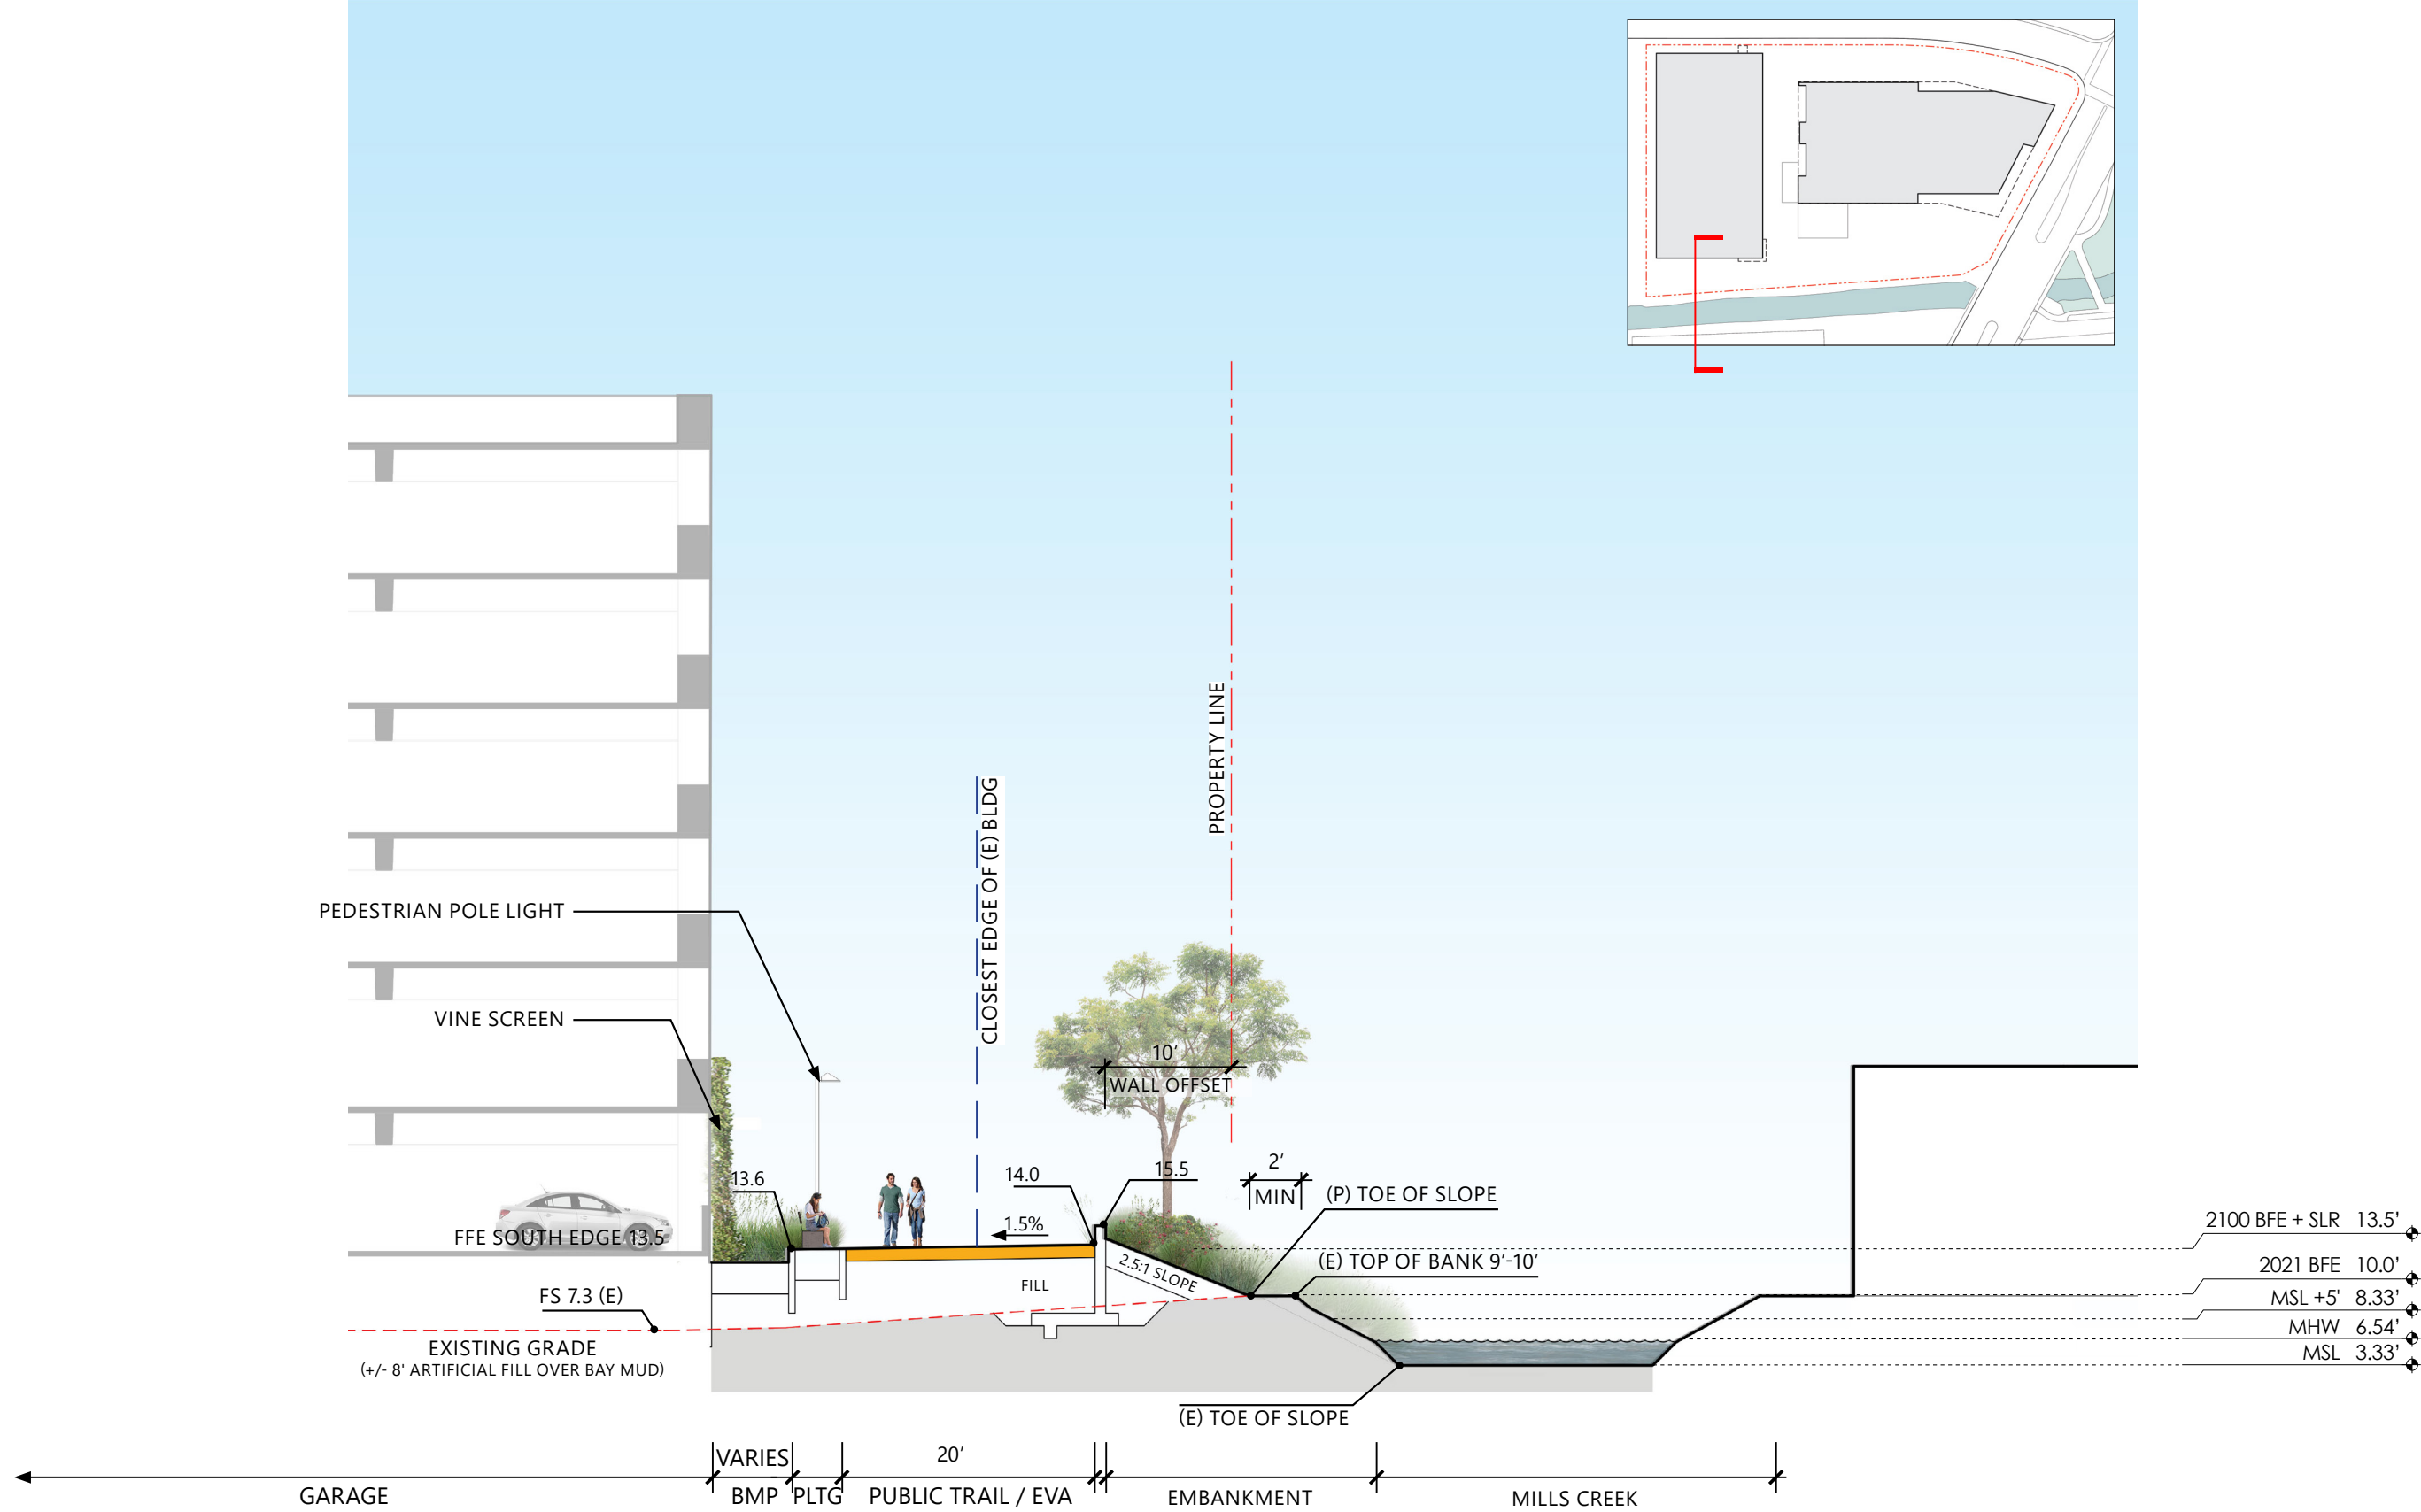 PROPERTY LINE
CLOSEST EDGE OF (E) BLDG
PEDESTRIAN POLE LIGHT
VINE SCREEN
10'
WALL OFFSET
13.6
14.0
15.5
2'
MIN
(P) TOE OF SLOPE
1.5%
FFE SOUTH EDGE 13.5
2.5:1 SLOPE
(E) TOP OF BANK 9'-10'
FILL
FS 7.3 (E)
EXISTING GRADE
(+/- 8' ARTIFICIAL FILL OVER BAY MUD)
(E) TOE OF SLOPE
2100 BFE + SLR 13.5'
2021 BFE 10.0'
MSL +5' 8.33'
MHW 6.54'
MSL 3.33'
VARIES
20'
GARAGE
BMP
PLTG
PUBLIC TRAIL / EVA
EMBANKMENT
MILLS CREEK